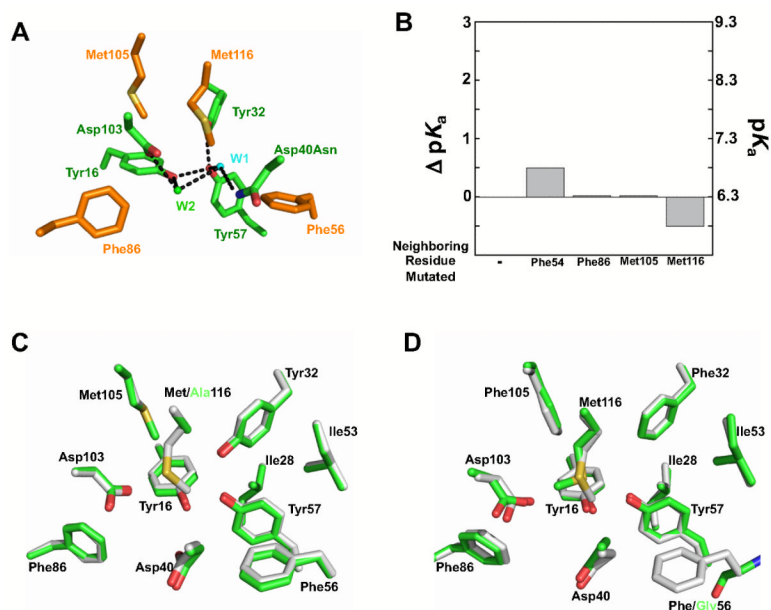 A
Met105
Met116
Tyr32
Asp103
Asp40Asn
W1
Tyr16
W2
Tyr57
Phe56
Phe86
B
3
2
1
0
Δ pKa
9.3
8.3
7.3
6.3
pKa
Neighboring
Residue
Mutated
- Phe54 Phe86 Met105 Met116
C
Met105
Met/Ala116
Tyr32
Ile53
Asp103
Ile28
Tyr16
Tyr57
Phe86
Asp40
Phe56
D
Phe105
Met116
Phe32
Ile53
Asp103
Ile28
Tyr16
Tyr57
Phe86
Asp40
Phe/Gly56